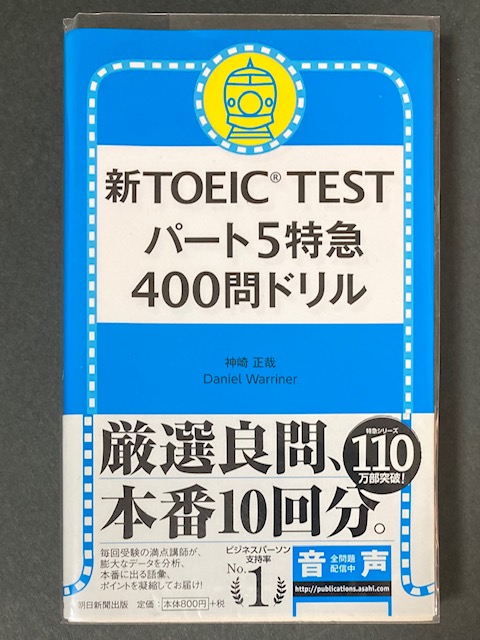 新TOEIC® TEST
パート5特急
400問ドリル
神崎 正哉
Daniel Warriner
厳選良問、
本番10回分。
特急シリーズ
110
万部突破!
毎回受験の満点講師が、
膨大なデータを分析、
本番に出る語彙、
ポイントを凝縮してお届け!
ビジネスパーソン
支持率
No.1
音声
全問題
配信中
http://publications.asahi.com
朝日新聞出版 定価:本体800円+税